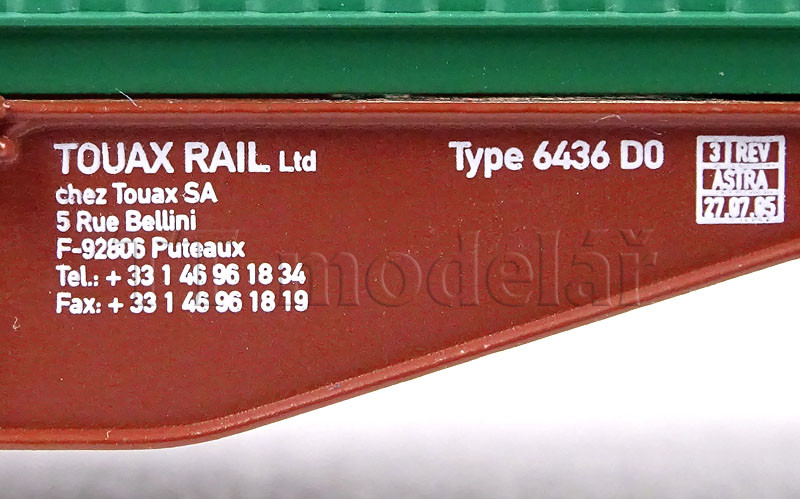 TOUAX RAIL Ltd
chez Touax SA
5 Rue Bellini
F-92806 Puteaux
Tel.: + 33 1 46 96 18 34
Fax: + 33 1 46 96 18 19
Type 6436 D0
3 | REV
ASTRA
27.07.05
modelář